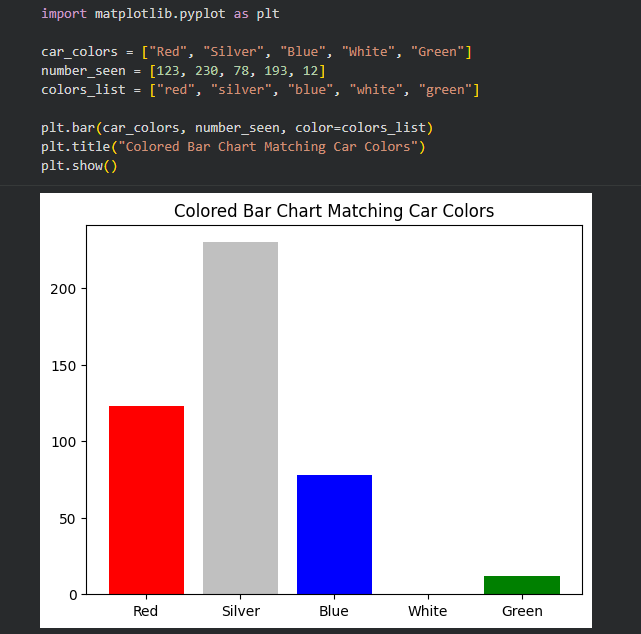 import matplotlib.pyplot as plt
car_colors = ["Red", "Silver", "Blue", "White", "Green"]
number_seen = [123, 230, 78, 193, 12]
colors_list = ["red", "silver", "blue", "white", "green"]
plt.bar(car_colors, number_seen, color=colors_list)
plt.title("Colored Bar Chart Matching Car Colors")
plt.show()
Colored Bar Chart Matching Car Colors
200
150
100
50
0
Red Silver Blue White Green